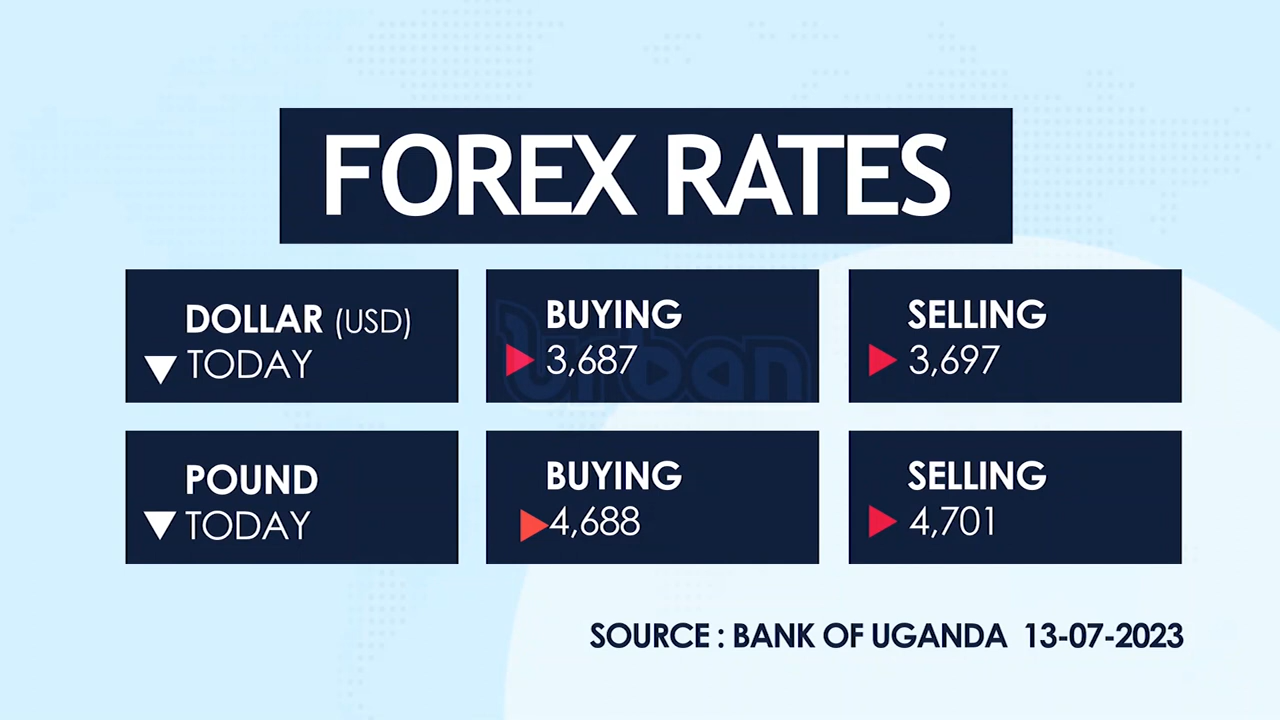 FOREX RATES
DOLLAR (USD)
TODAY
BUYING
3,687
SELLING
3,697
POUND
TODAY
BUYING
4,688
SELLING
4,701
urban
SOURCE : BANK OF UGANDA 13-07-2023